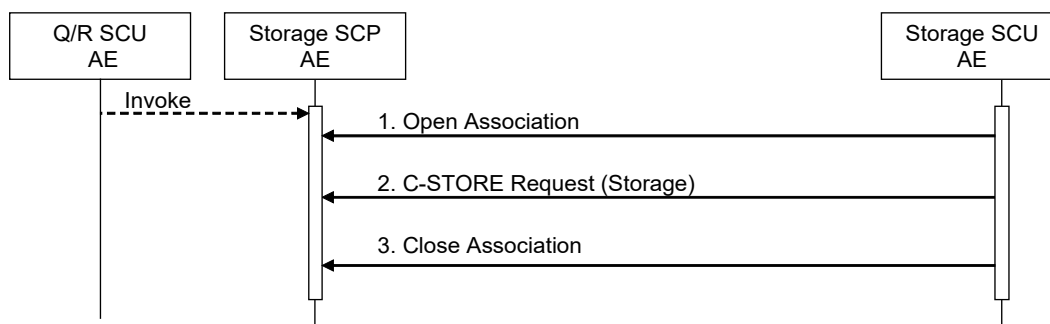 Q/R SCU
AE
Storage SCP
AE
Storage SCU
AE
Invoke
1. Open Association
2. C-STORE Request (Storage)
3. Close Association